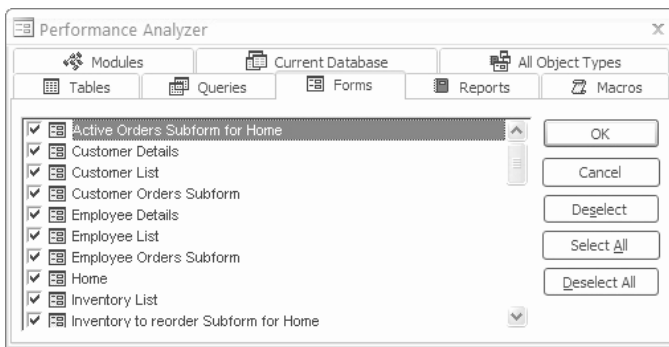 Performance Analyzer
Modules Current Database All Object Types
Tables Queries Forms Reports Macros
Active Orders Subform for Home
Customer Details
Customer List
Customer Orders Subform
Employee Details
Employee List
Employee Orders Subform
Home
Inventory List
Inventory to reorder Subform for Home
OK
Cancel
Deselect
Select All
Deselect All